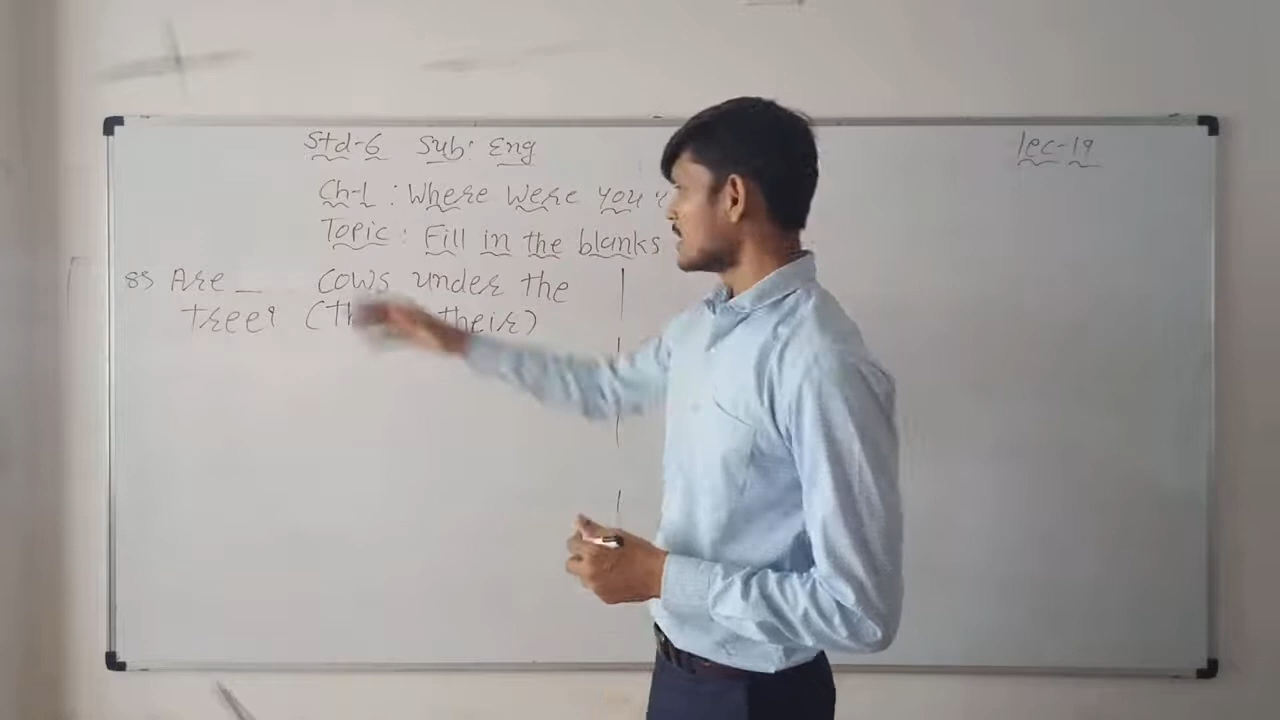 Std-6 Sub: Eng
lec-19
Ch-1 : Where were you
Topic : Fill in the blanks
8) Are _ cows under the
tree? ( their)